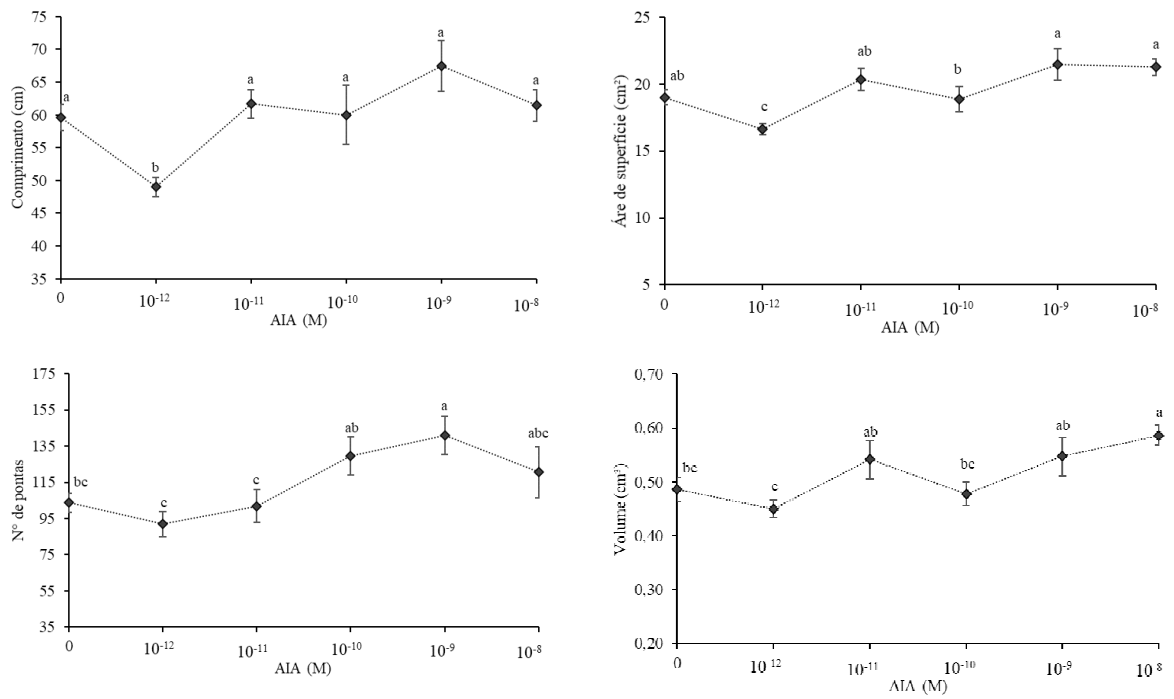 75
70
65
60
55
50
45
40
35
Comprimento (cm)
a
b
a
a
a
a
0
10⁻¹²
10⁻¹¹
10⁻¹⁰
10⁻⁹
10⁻⁸
AIA (M)
25
20
15
10
5
Áre de superfície (cm²)
ab
c
ab
b
a
a
0
10⁻¹²
10⁻¹¹
10⁻¹⁰
10⁻⁹
10⁻⁸
AIA (M)
175
155
135
115
95
75
55
35
N° de pontas
bc
c
c
ab
a
abc
0
10⁻¹²
10⁻¹¹
10⁻¹⁰
10⁻⁹
10⁻⁸
AIA (M)
0,70
0,60
0,50
0,40
0,30
0,20
Volume (cm³)
bc
c
ab
bc
ab
a
0
10⁻¹²
10⁻¹¹
10⁻¹⁰
10⁻⁹
10⁻⁸
AIA (M)